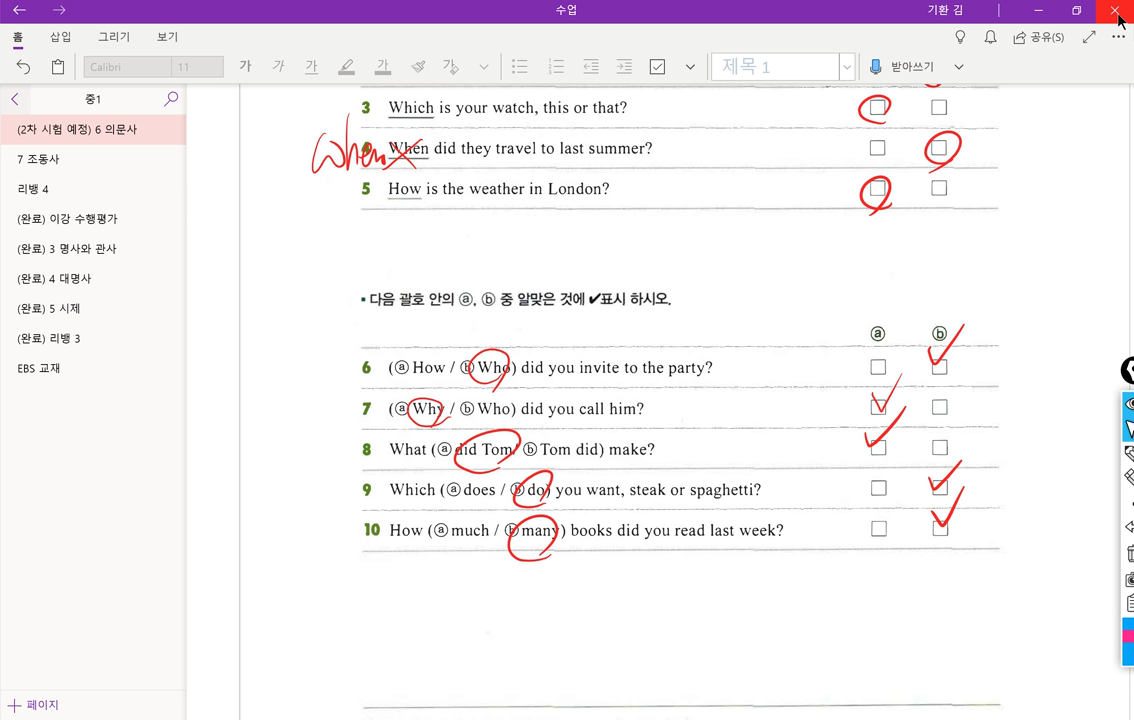 수업
기환 김
홈 삽입 그리기 보기
공유(S)
Calibri 11 가 가 가 가 가 제목 1 받아쓰기
중1
(2차 시험 예정) 6 의문사
7 조동사
리뱅 4
(완료) 이강 수행평가
(완료) 3 명사와 관사
(완료) 4 대명사
(완료) 5 시제
(완료) 리뱅 3
EBS 교재
페이지
3 Which is your watch, this or that?
4 When did they travel to last summer?
5 How is the weather in London?
▪ 다음 괄호 안의 ⓐ, ⓑ 중 알맞은 것에 ✔표시 하시오.
ⓐ ⓑ
6 (ⓐ How / ⓑ Who) did you invite to the party?
7 (ⓐ Why / ⓑ Who) did you call him?
8 What (ⓐ did Tom / ⓑ Tom did) make?
9 Which (ⓐ does / ⓑ do) you want, steak or spaghetti?
10 How (ⓐ much / ⓑ many) books did you read last week?